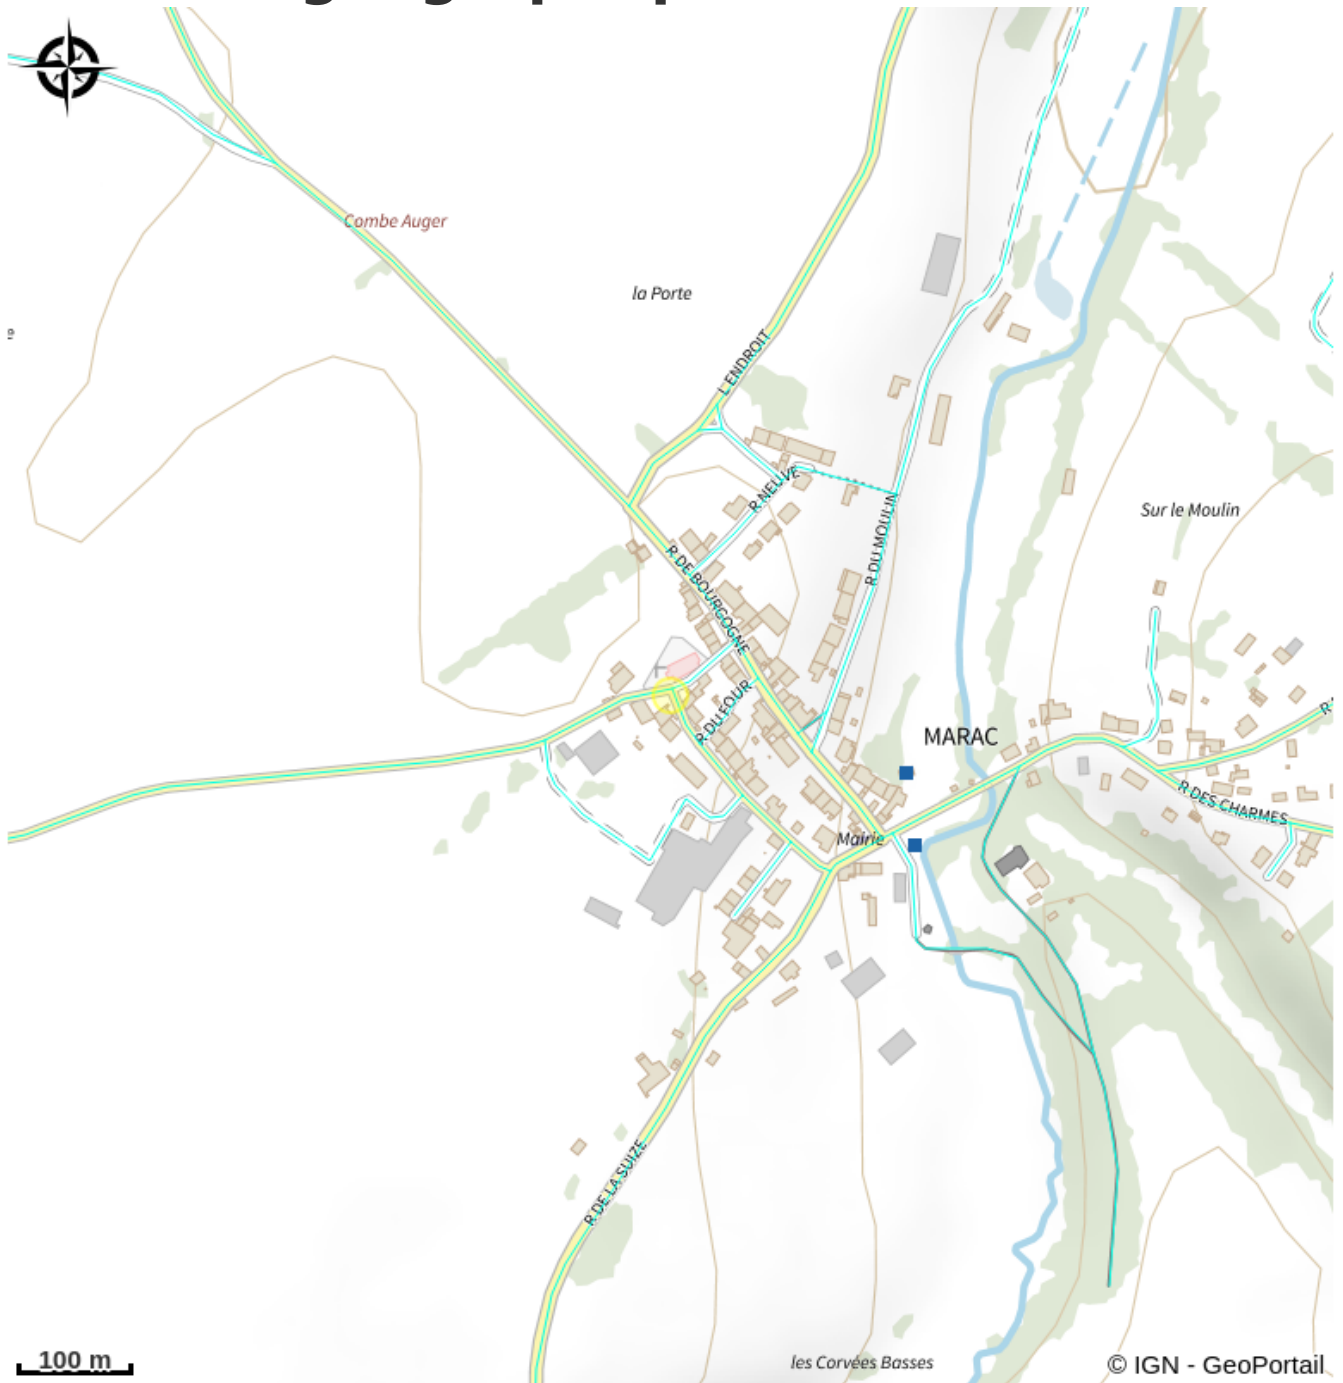 Combe Auger
la Porte
L ENDROIT
R NEUVE
Sur le Moulin
R DU MOULIN
R DE BOURGOGNE
R DU FOUR
MARAC
R DES CHARMES
Mairie
R DE LA SUIZE
100 m
les Corvées Basses
© IGN - GeoPortail